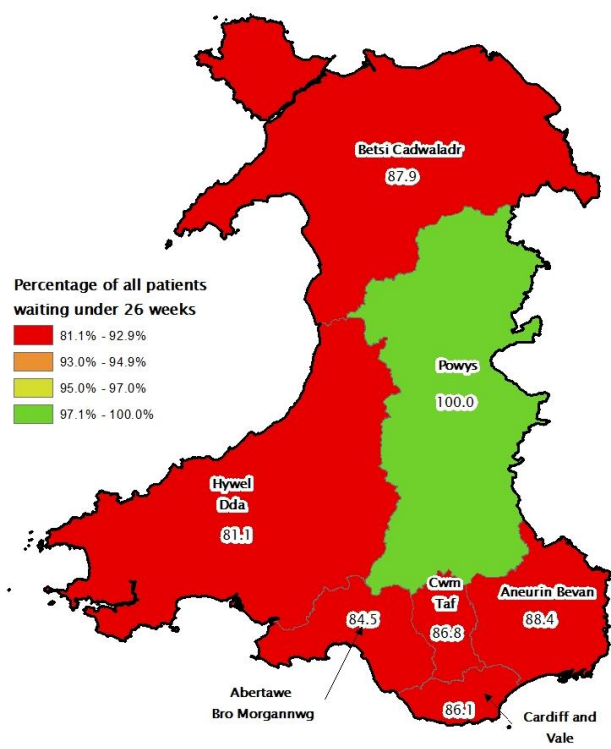 Betsi Cadwaladr
87.9
Percentage of all patients
waiting under 26 weeks
81.1% - 92.9%
93.0% - 94.9%
95.0% - 97.0%
97.1% - 100.0%
Powys
100.0
Hywel
Dda
81.1
Cwm
Taf
86.8
Aneurin Bevan
88.4
84.5
Abertawe
Bro Morgannwg
86.1
Cardiff and
Vale